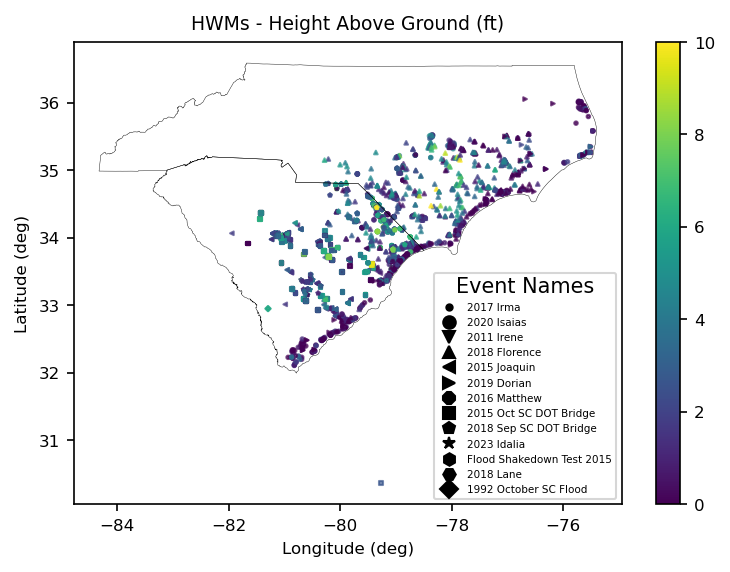 HWMs - Height Above Ground (ft)
36
35
34
33
32
31
Latitude (deg)
−84
−82
−80
−78
−76
Longitude (deg)
Event Names
2017 Irma
2020 Isaias
2011 Irene
2018 Florence
2015 Joaquin
2019 Dorian
2016 Matthew
2015 Oct SC DOT Bridge
2018 Sep SC DOT Bridge
2023 Idalia
Flood Shakedown Test 2015
2018 Lane
1992 October SC Flood
10
8
6
4
2
0